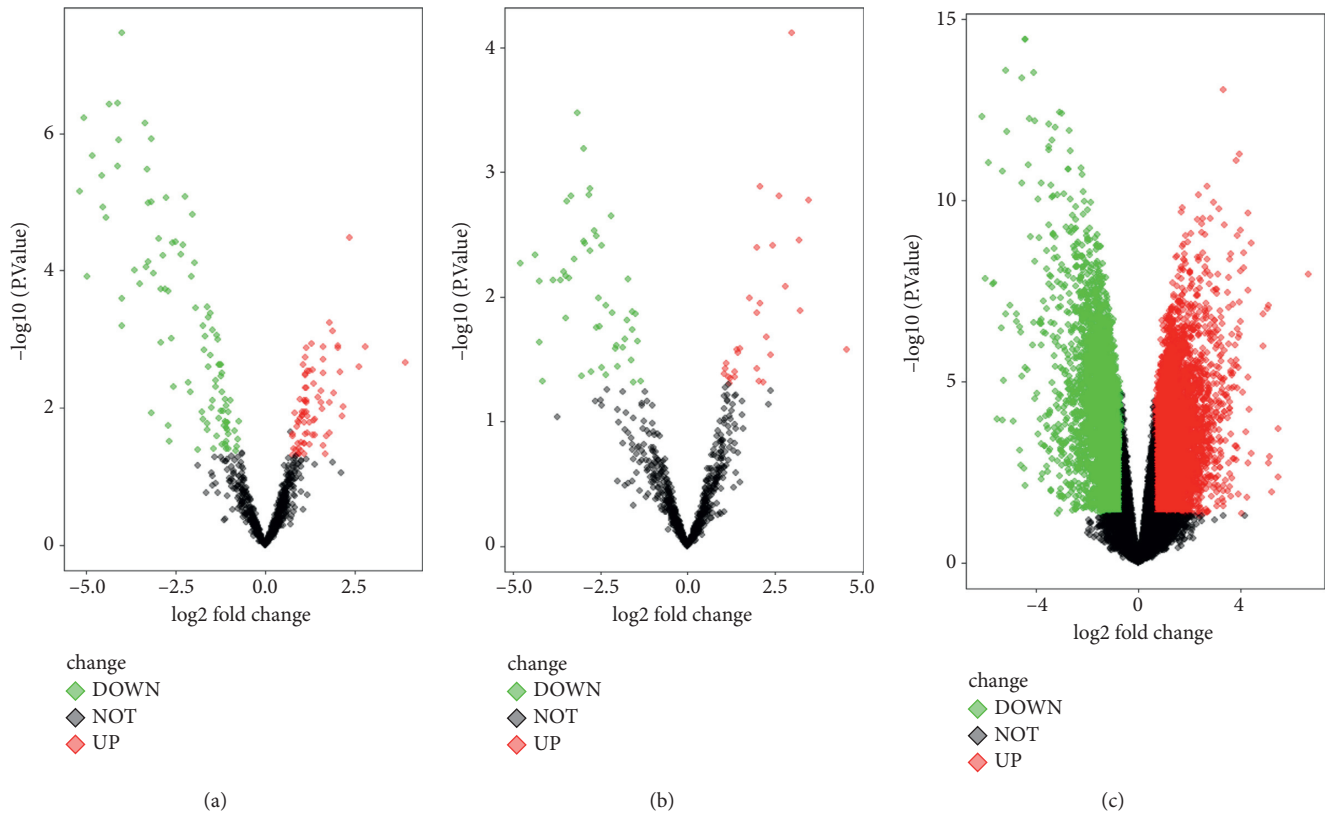 6
4
2
0
−log10 (P.Value)
−5.0 −2.5 0.0 2.5
log2 fold change
change
DOWN
NOT
UP
(a)
4
3
2
1
0
−log10 (P.Value)
−5.0 −2.5 0.0 2.5 5.0
log2 fold change
change
DOWN
NOT
UP
(b)
15
10
5
0
−log10 (P.Value)
−4 0 4
log2 fold change
change
DOWN
NOT
UP
(c)